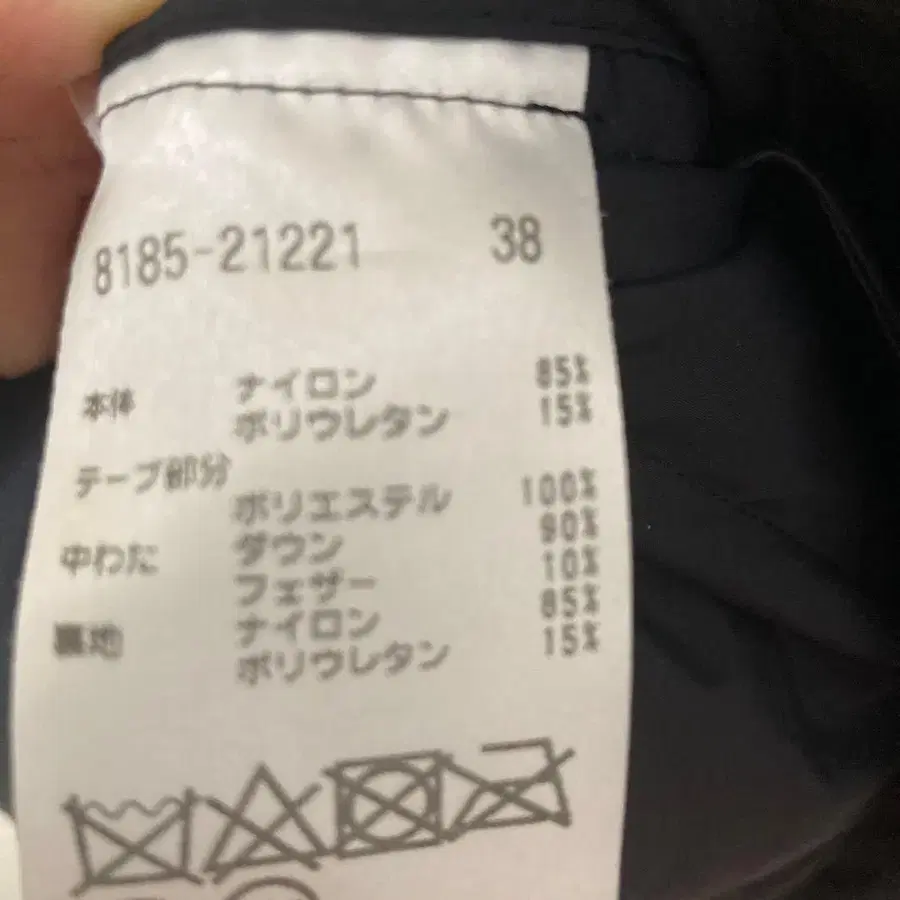 8185-21221 38
本体 ナイロン 85%
ポリウレタン 15%
テープ部分
ポリエステル 100%
中わた ダウン 90%
フェザー 10%
裏地 ナイロン 85%
ポリウレタン 15%